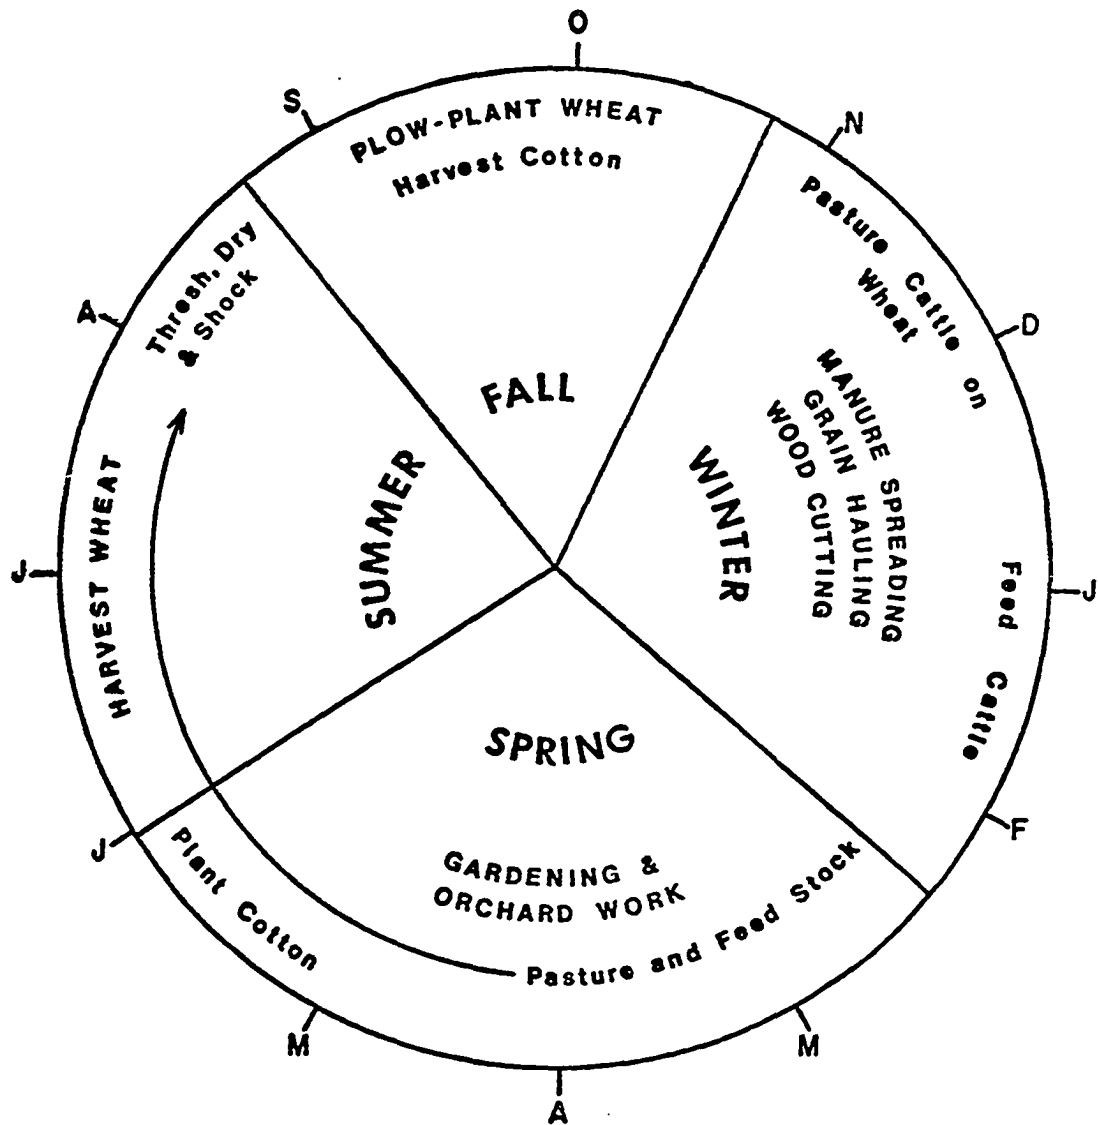 O
N
D
J
F
M
A
M
J
J
A
S
PLOW-PLANT WHEAT
Harvest Cotton
FALL
Pasture Cattle on
Wheat
MANURE SPREADING
GRAIN HAULING
WOOD CUTTING
WINTER
Feed Cattle
SPRING
GARDENING &
ORCHARD WORK
Pasture and Feed Stock
Plant Cotton
SUMMER
HARVEST WHEAT
Thresh, Dry
& Shock